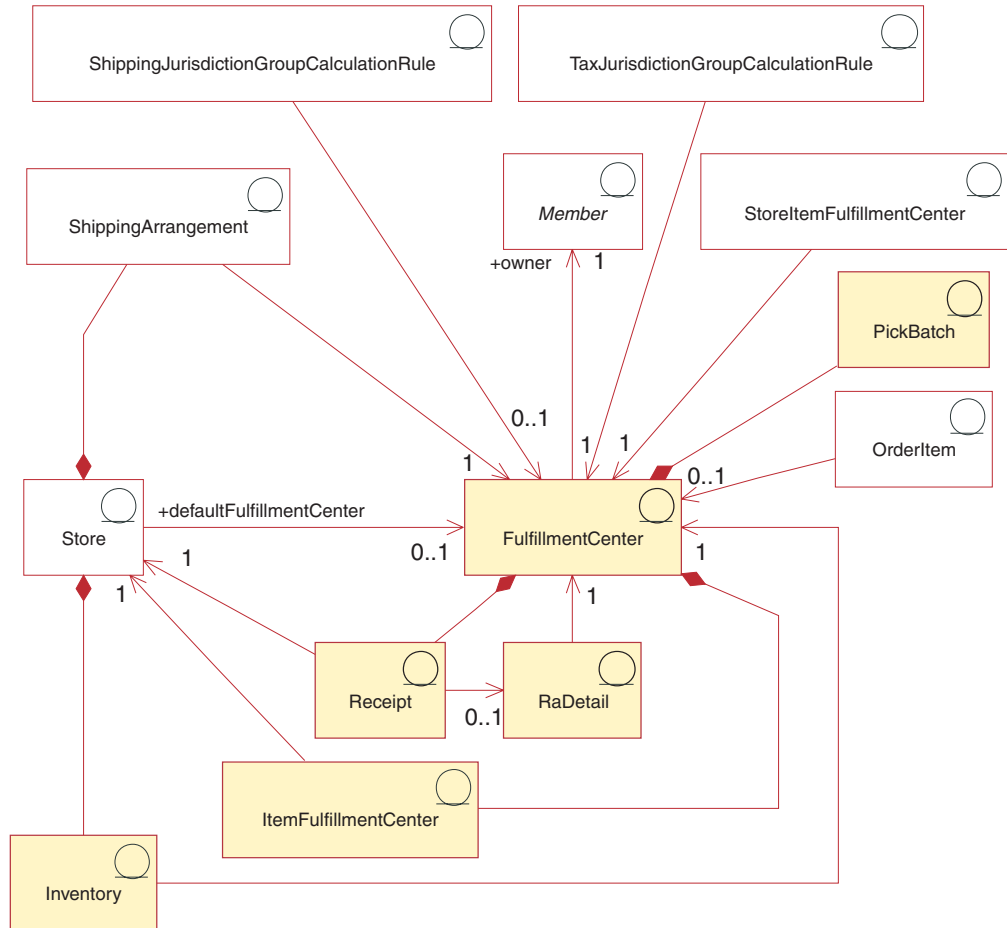 ShippingJurisdictionGroupCalculationRule
TaxJurisdictionGroupCalculationRule
ShippingArrangement
Member
StoreItemFulfillmentCenter
+owner
1
PickBatch
OrderItem
0..1
1
1
1
0..1
Store
+defaultFulfillmentCenter
0..1
FulfillmentCenter
1
1
1
1
Receipt
0..1
RaDetail
ItemFulfillmentCenter
Inventory